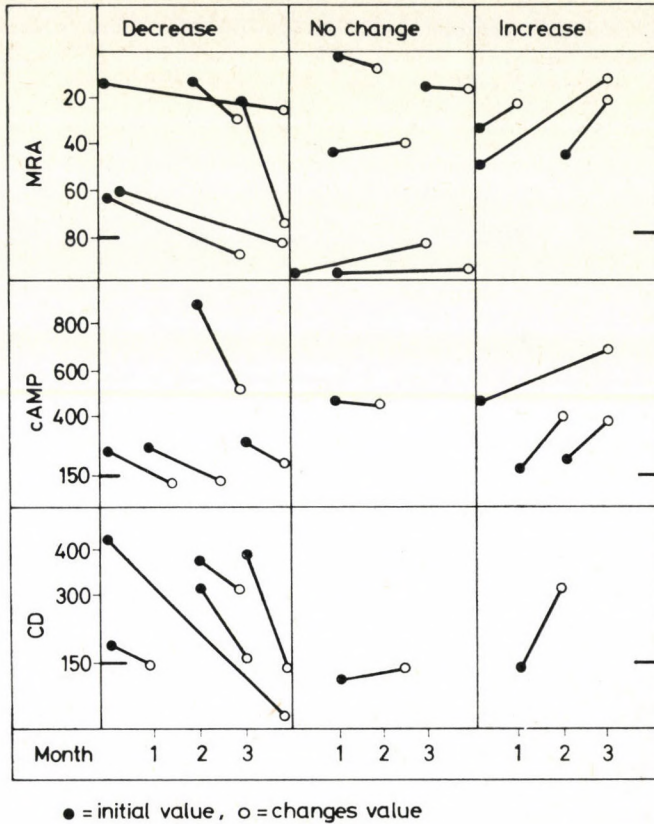 Decrease No change Increase
MRA
20
40
60
80
cAMP
800
600
400
150
CD
400
300
150
Month 1 2 3 1 2 3 1 2 3
● = initial value, ○ = changes value